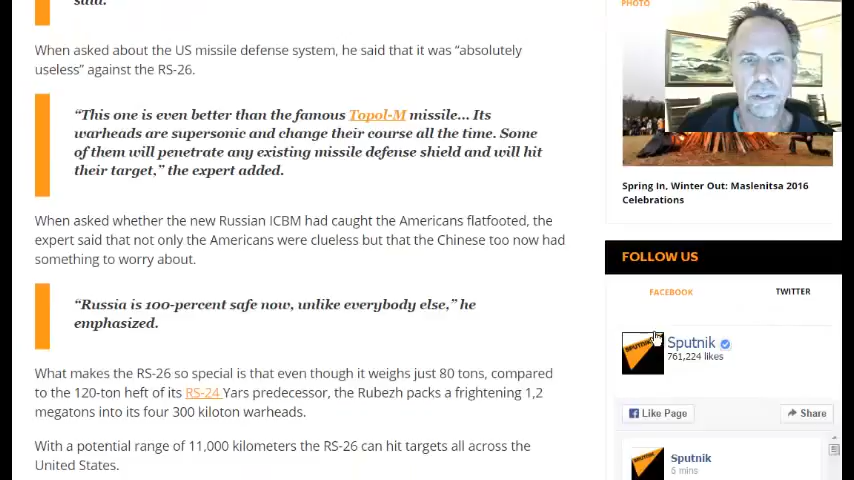 said.
When asked about the US missile defense system, he said that it was “absolutely
useless” against the RS-26.
“This one is even better than the famous Topol-M missile... Its
warheads are supersonic and change their course all the time. Some
of them will penetrate any existing missile defense shield and will hit
their target,” the expert added.
When asked whether the new Russian ICBM had caught the Americans flatfooted, the
expert said that not only the Americans were clueless but that the Chinese too now had
something to worry about.
“Russia is 100-percent safe now, unlike everybody else,” he
emphasized.
What makes the RS-26 so special is that even though it weighs just 80 tons, compared
to the 120-ton heft of its RS-24 Yars predecessor, the Rubezh packs a frightening 1,2
megatons into its four 300 kiloton warheads.
With a potential range of 11,000 kilometers the RS-26 can hit targets all across the
United States.
PHOTO
Spring In, Winter Out: Maslenitsa 2016
Celebrations
FOLLOW US
FACEBOOK
TWITTER
SPUTNIK
Sputnik
761,224 likes
Like Page
Share
Sputnik
6 mins